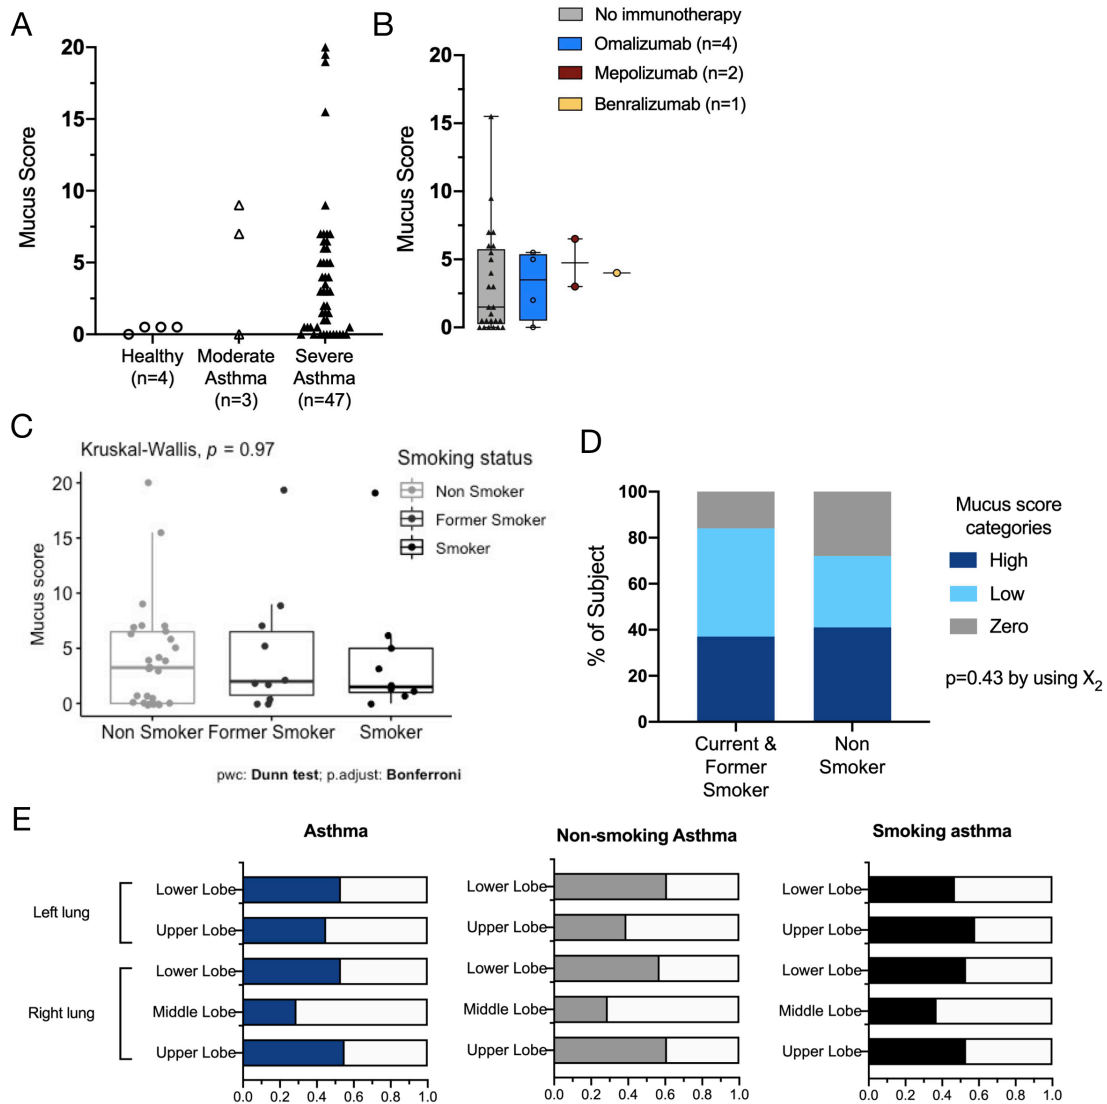 A
Mucus Score
20
15
10
5
0
Healthy
(n=4)
Moderate
Asthma
(n=3)
Severe
Asthma
(n=47)
B
No immunotherapy
Omalizumab (n=4)
Mepolizumab (n=2)
Benralizumab (n=1)
Mucus Score
20
15
10
5
0
C
Kruskal-Wallis, p = 0.97
Smoking status
Non Smoker
Former Smoker
Smoker
Mucus score
20
15
10
5
0
Non Smoker Former Smoker Smoker
pwc: Dunn test; p.adjust: Bonferroni
D
% of Subject
100
80
60
40
20
0
Current &
Former
Smoker
Non
Smoker
Mucus score
categories
High
Low
Zero
p=0.43 by using X2
E
Asthma
Left lung
Lower Lobe
Upper Lobe
Right lung
Lower Lobe
Middle Lobe
Upper Lobe
0.0 0.2 0.4 0.6 0.8 1.0
Non-smoking Asthma
Lower Lobe
Upper Lobe
Lower Lobe
Middle Lobe
Upper Lobe
0.0 0.2 0.4 0.6 0.8 1.0
Smoking asthma
Lower Lobe
Upper Lobe
Lower Lobe
Middle Lobe
Upper Lobe
0.0 0.2 0.4 0.6 0.8 1.0